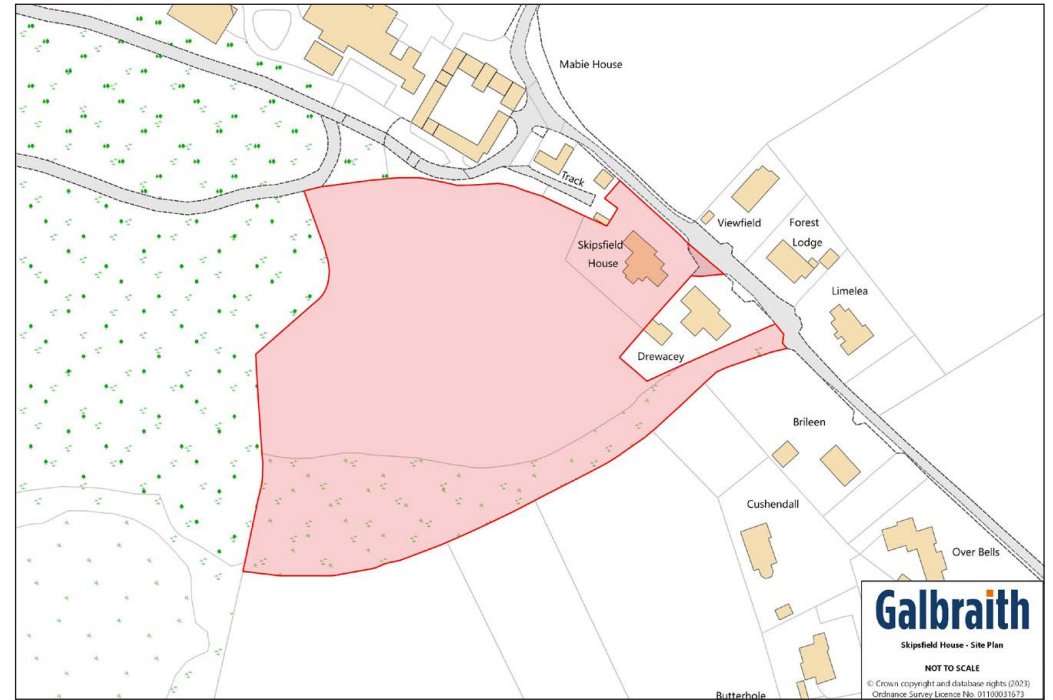 Mabie House
Track
Viewfield
Forest
Lodge
Skipsfield
House
Limelea
Drewacey
Brileen
Cushendall
Over Bells
Butterhole
Galbraith
Skipsfield House - Site Plan
NOT TO SCALE
© Crown copyright and database rights (2023)
Ordnance Survey Licence No. 01100031673